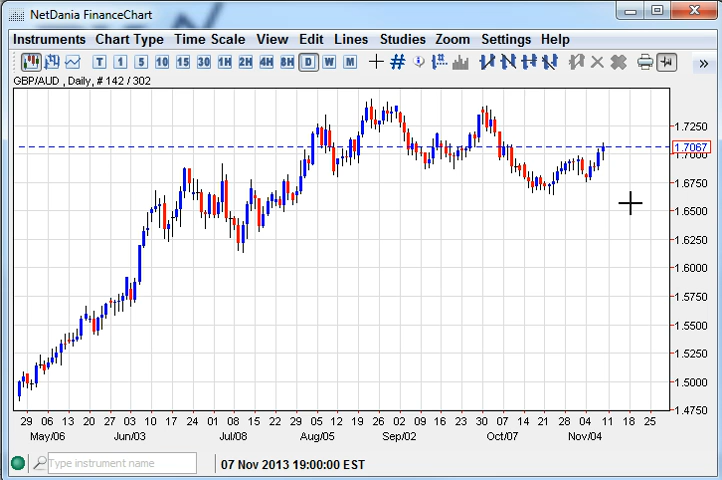 NetDania FinanceChart
Instruments Chart Type Time Scale View Edit Lines Studies Zoom Settings Help
T 1 5 10 15 30 1H 2H 4H 8H D W M # »
GBP/AUD , Daily, # 142 / 302
1.7250
1.7067
1.7000
1.6750
1.6500
1.6250
1.6000
1.5750
1.5500
1.5250
1.5000
1.4750
29 06 13 20 27 03 10 17 24 01 08 15 22 29 05 12 19 26 02 09 16 23 30 07 14 21 28 04 11 18 25
May/06 Jun/03 Jul/08 Aug/05 Sep/02 Oct/07 Nov/04
Type instrument name
07 Nov 2013 19:00:00 EST